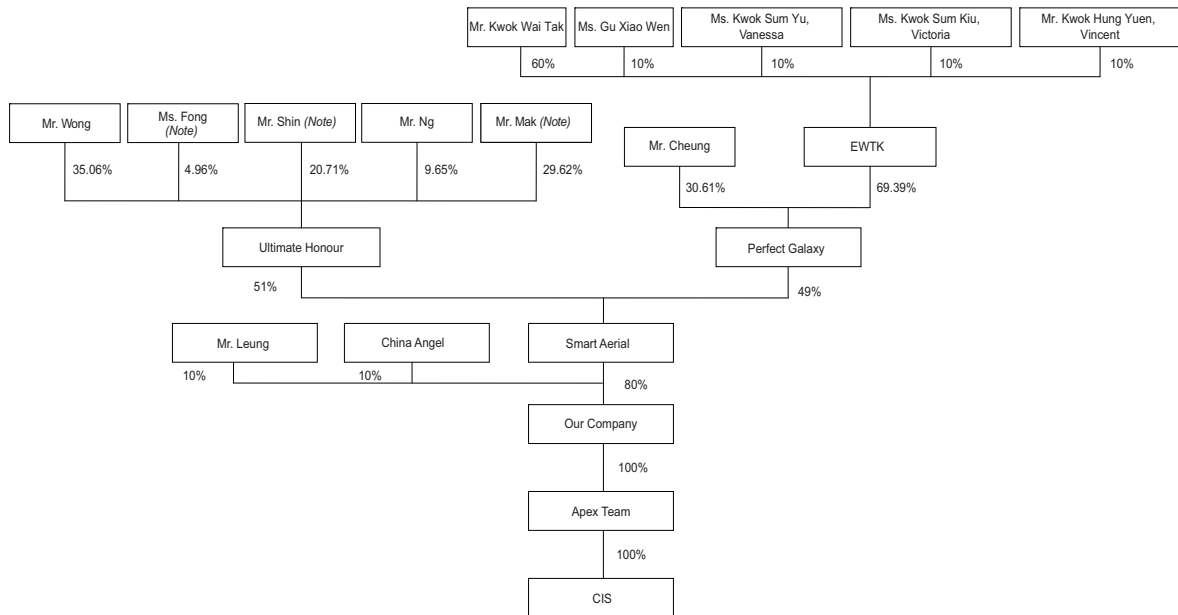 Mr. Kwok Wai Tak
Ms. Gu Xiao Wen
Ms. Kwok Sum Yu,
Vanessa
Ms. Kwok Sum Kiu,
Victoria
Mr. Kwok Hung Yuen,
Vincent
60%
10%
10%
10%
10%
Mr. Wong
Ms. Fong
(Note)
Mr. Shin (Note)
Mr. Ng
Mr. Mak (Note)
Mr. Cheung
EWTK
35.06%
4.96%
20.71%
9.65%
29.62%
30.61%
69.39%
Ultimate Honour
Perfect Galaxy
51%
49%
Mr. Leung
China Angel
Smart Aerial
10%
10%
80%
Our Company
100%
Apex Team
100%
CIS